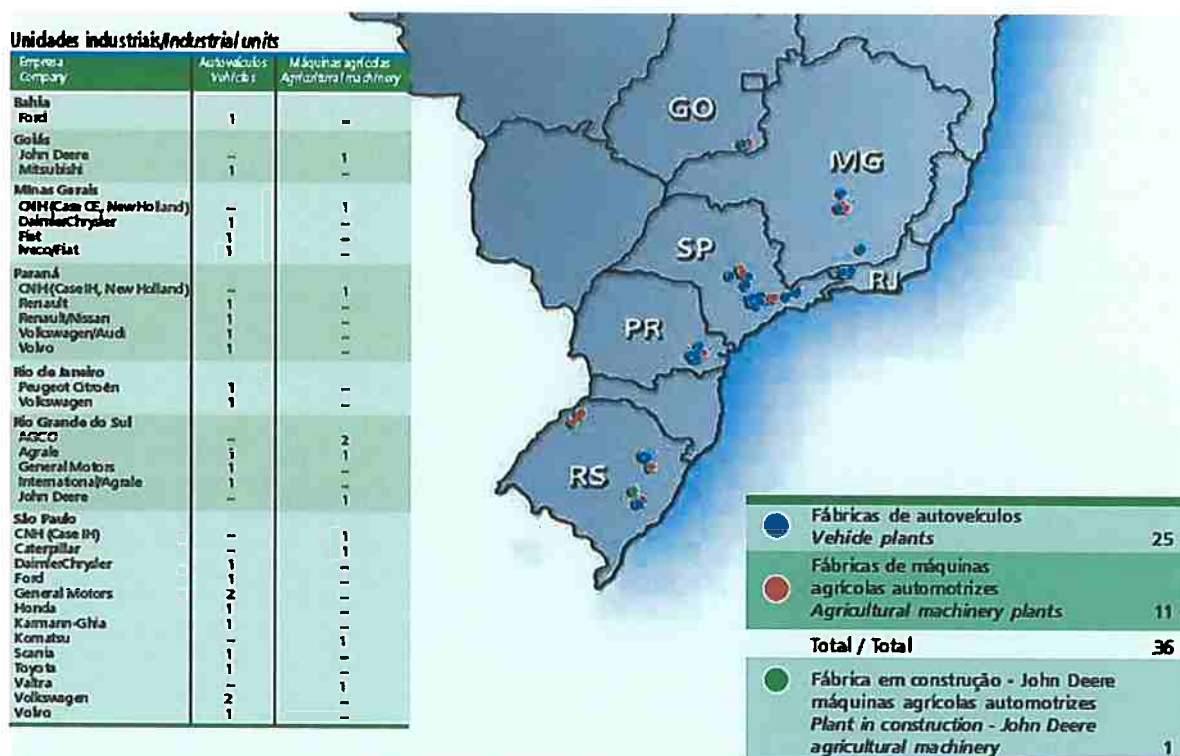 Unidades industriais/Industrial units
Empresa Autoveículos Máquinas agrícolas
Company Vehicles Agricultural machinery
Bahia
Ford 1 –
Goiás
John Deere – 1
Mitsubishi 1 –
Minas Gerais
CNH (Case CE, New Holland) – 1
DaimlerChrysler 1 –
Fiat 1 –
Iveco/Fiat 1 –
Paraná
CNH (Case IH, New Holland) – 1
Renault 1 –
Renault/Nissan 1 –
Volkswagen/Audi 1 –
Volvo 1 –
Rio de Janeiro
Peugeot Citroën 1 –
Volkswagen 1 –
Rio Grande do Sul
AGCO – 2
Agrale 1 1
General Motors 1 –
International/Agrale 1 –
John Deere – 1
São Paulo
CNH (Case IH) – 1
Caterpillar – 1
DaimlerChrysler 1 –
Ford 1 –
General Motors 2 –
Honda 1 –
Karmann-Ghia 1 –
Komatsu – 1
Scania 1 –
Toyota 1 –
Valtra – 1
Volkswagen 2 –
Volvo 1 –
GO
MG
SP
RJ
PR
RS
Fábricas de autoveículos
Vehicle plants 25
Fábricas de máquinas
agrícolas automotrizes
Agricultural machinery plants 11
Total / Total 36
Fábrica em construção - John Deere
máquinas agrícolas automotrizes
Plant in construction - John Deere
agricultural machinery 1